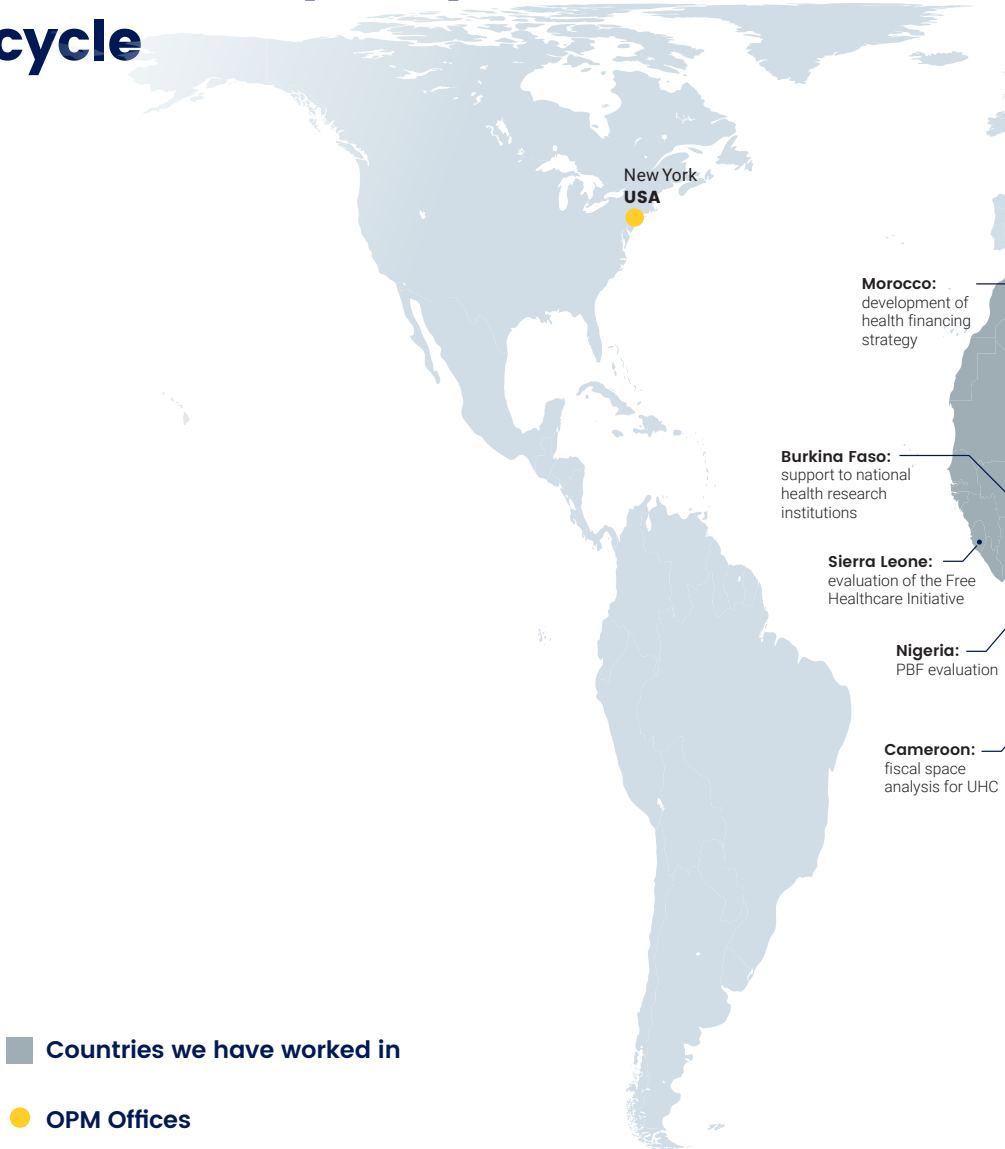 cycle
New York
USA
Morocco:
development of
health financing
strategy
Burkina Faso:
support to national
health research
institutions
Sierra Leone:
evaluation of the Free
Healthcare Initiative
Nigeria:
PBF evaluation
Cameroon:
fiscal space
analysis for UHC
Countries we have worked in
OPM Offices